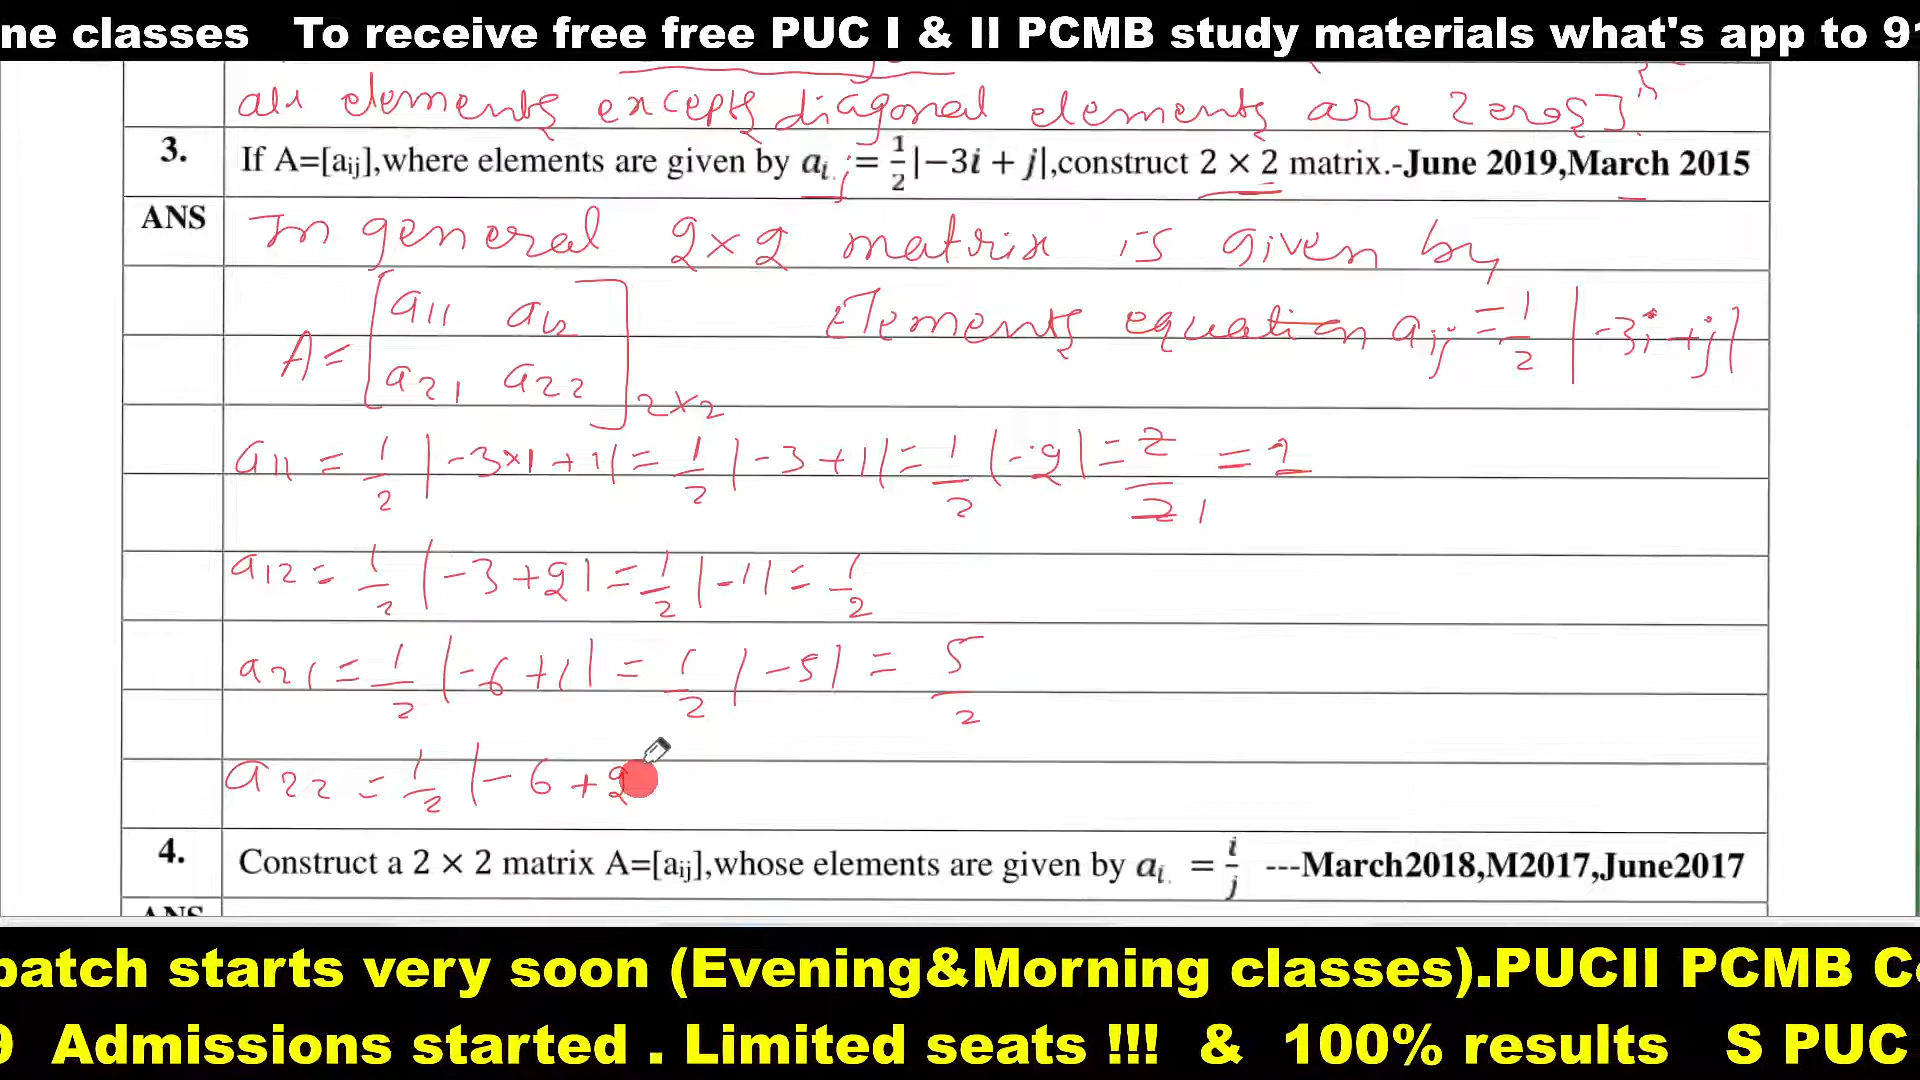 ne classes To receive free free PUC I & II PCMB study materials what's app to 9
all elements excepts diagonal elements are Zeros}
3. If A=[aij],where elements are given by ai j = 1/2|−3i + j|,construct 2 × 2 matrix.-June 2019,March 2015
ANS In general 2×2 matrix is given by
A = [a11 a12
a21 a22]2×2 Elements equation aij = 1/2 |-3i+j|
a11 = 1/2 |-3×1+1| = 1/2 |-3+1| = 1/2 |-2| = 2/2 1 = 1
a12 = 1/2 |-3+2| = 1/2 |-1| = 1/2
a21 = 1/2 |-6+1| = 1/2 |-5| = 5/2
a22 = 1/2 |-6+2
4. Construct a 2 × 2 matrix A=[aij],whose elements are given by ai. = i/j ---March2018,M2017,June2017
ANS
batch starts very soon (Evening&Morning classes).PUCII PCMB C
9 Admissions started . Limited seats !!! & 100% results S PUC